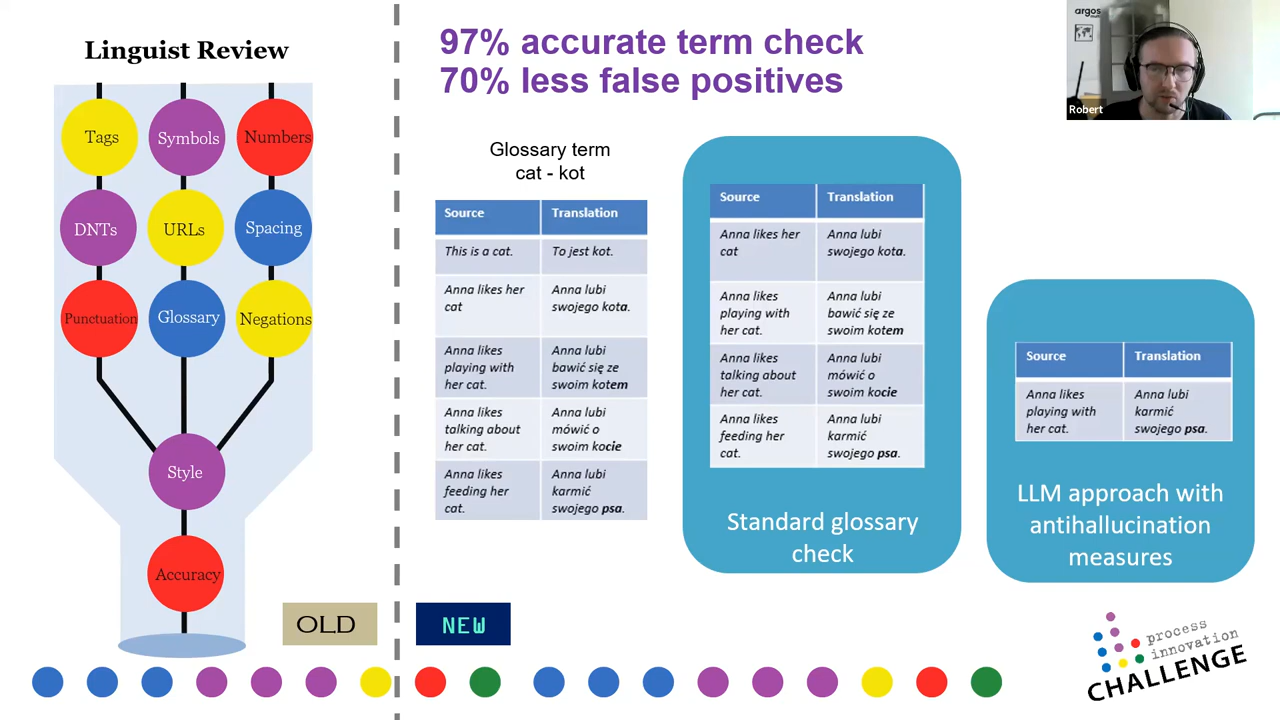 Linguist Review
Tags
Symbols
Numbers
DNTs
URLs
Spacing
Punctuation
Glossary
Negations
Style
Accuracy
OLD
NEW
97% accurate term check
70% less false positives
Glossary term
cat - kot
Source Translation
This is a cat. To jest kot.
Anna likes her Anna lubi
cat swojego kota.
Anna likes Anna lubi
playing with bawić się ze
her cat. swoim kotem
Anna likes Anna lubi
talking about mówić o
her cat. swoim kocie
Anna likes Anna lubi
feeding her karmić
cat. swojego psa.
Source Translation
Anna likes her Anna lubi
cat swojego kota.
Anna likes Anna lubi
playing with bawić się ze
her cat. swoim kotem
Anna likes Anna lubi
talking about mówić o
her cat. swoim kocie
Anna likes Anna lubi
feeding her karmić
cat. swojego psa.
Standard glossary
check
Source Translation
Anna likes Anna lubi
playing with karmić
her cat. swojego psa.
LLM approach with
antihallucination
measures
argos
Robert
process
innovation
CHALLENGE